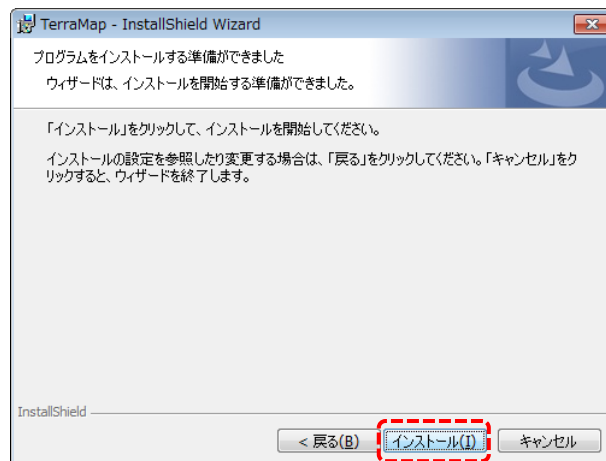 TerraMap - InstallShield Wizard
プログラムをインストールする準備ができました
ウィザードは、インストールを開始する準備ができました。
「インストール」をクリックして、インストールを開始してください。
インストールの設定を参照したり変更する場合は、「戻る」をクリックしてください。「キャンセル」をク
リックすると、ウィザードを終了します。
InstallShield
< 戻る(B) インストール(I) キャンセル